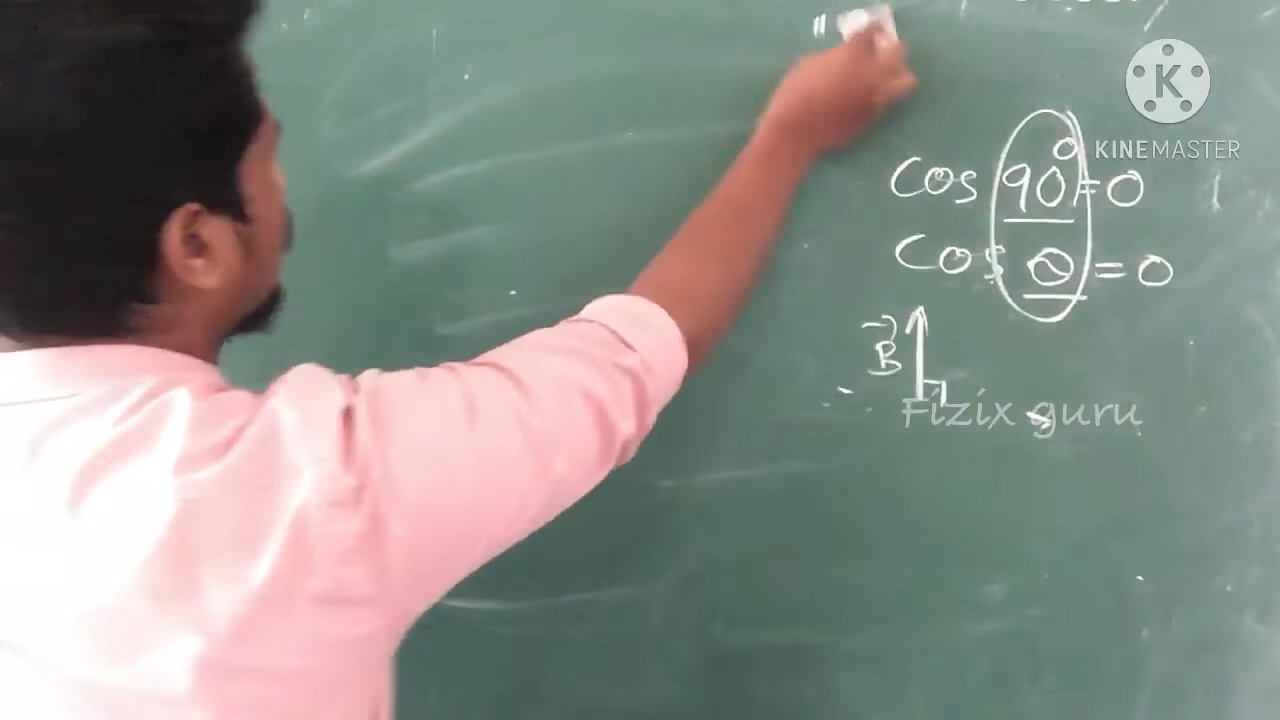 KINEMASTER
Cos 90° = 0
Cos θ = 0
B⃗
Fizix guru